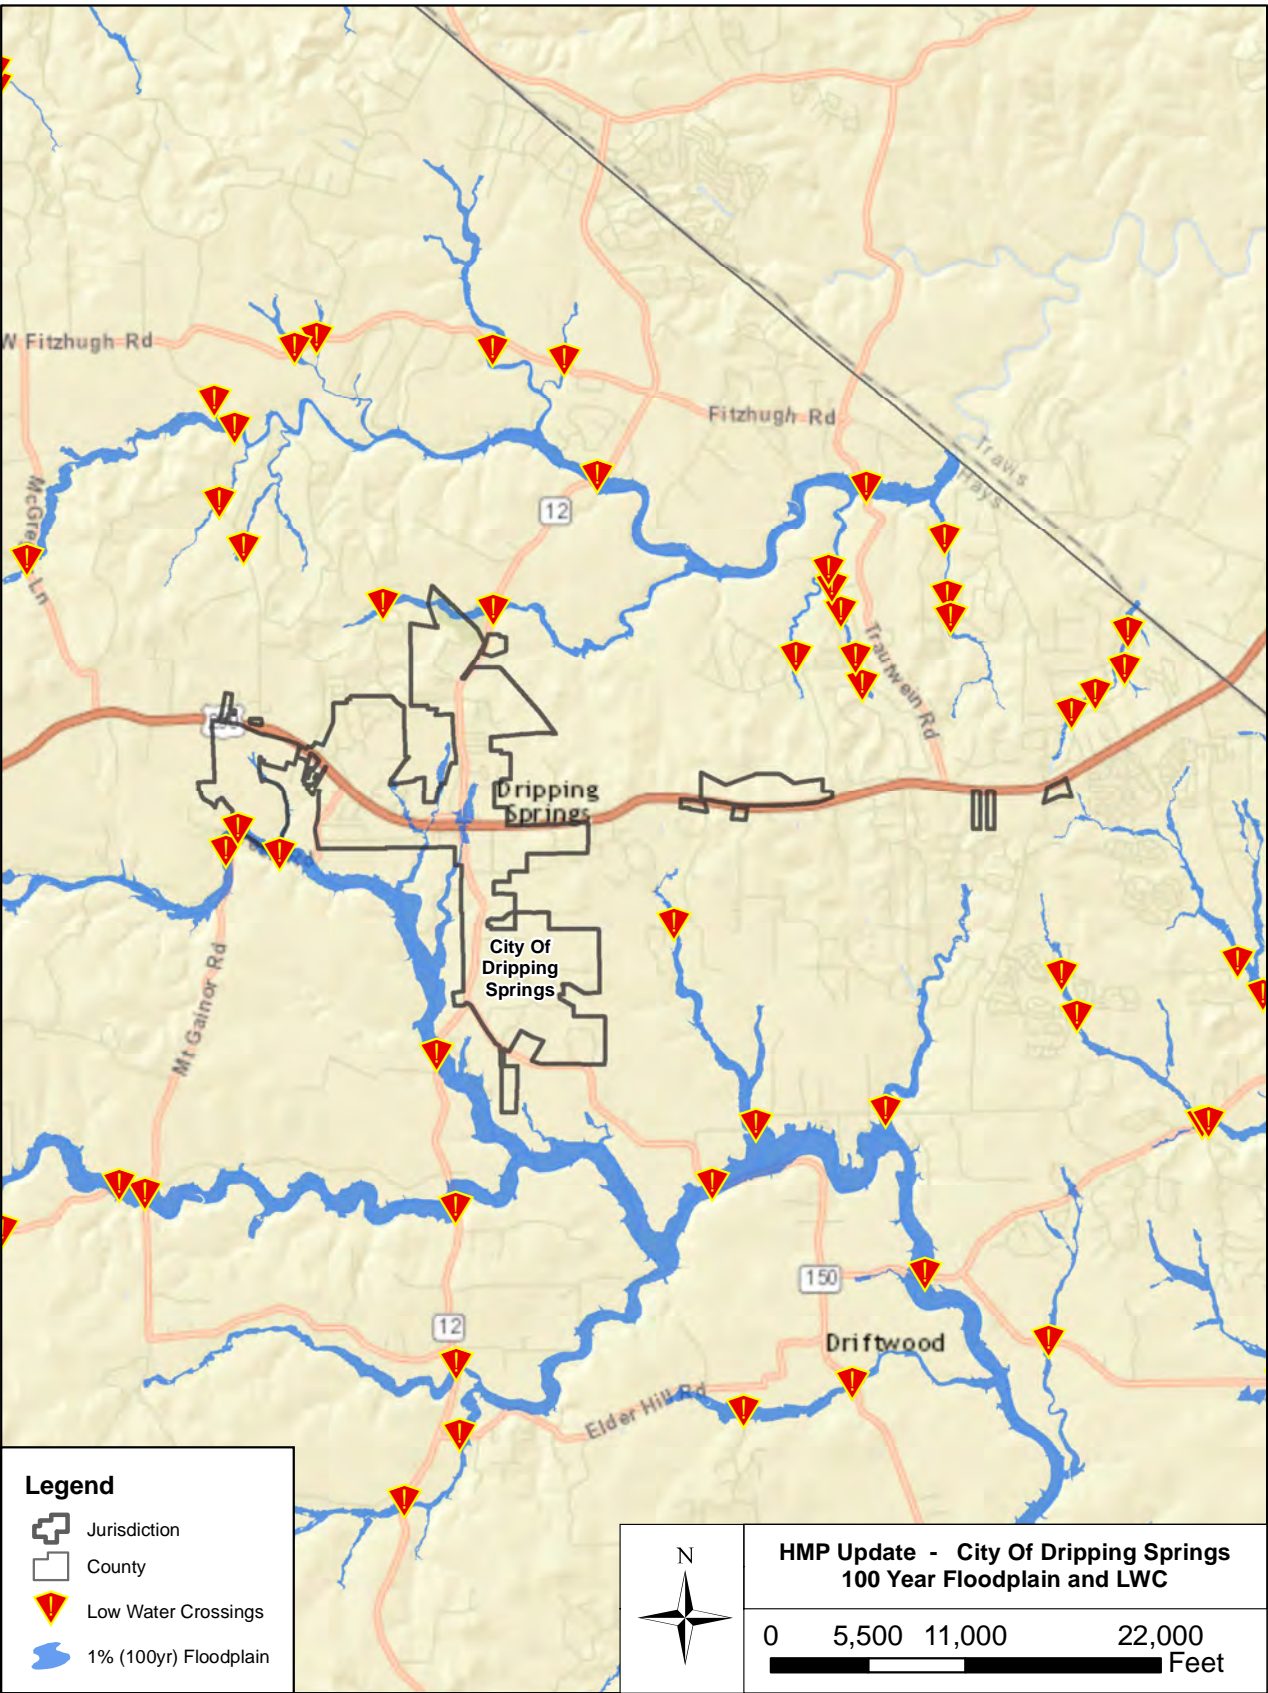 W Fitzhugh Rd
Fitzhugh Rd
Travis
Hays
12
Ln
Trautwein Rd
Dripping
Springs
City Of
Dripping
Springs
Mt Gainor Rd
150
12
Driftwood
Elder Hill Rd
Legend
Jurisdiction
County
Low Water Crossings
1% (100yr) Floodplain
N
HMP Update - City Of Dripping Springs
100 Year Floodplain and LWC
0 5,500 11,000 22,000
Feet